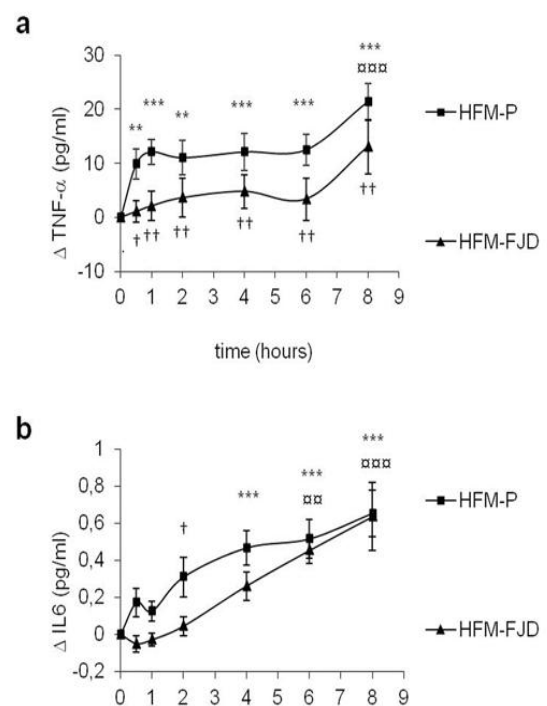 a
30
20
10
0
-10
Δ TNF-α (pg/ml)
**
***
**
***
***
***
¤¤¤
†
††
††
††
††
††
HFM-P
HFM-FJD
0 1 2 3 4 5 6 7 8 9
time (hours)
b
1
0,8
0,6
0,4
0,2
0
-0,2
Δ IL6 (pg/ml)
†
***
***
¤¤
***
¤¤¤
HFM-P
HFM-FJD
0 1 2 3 4 5 6 7 8 9